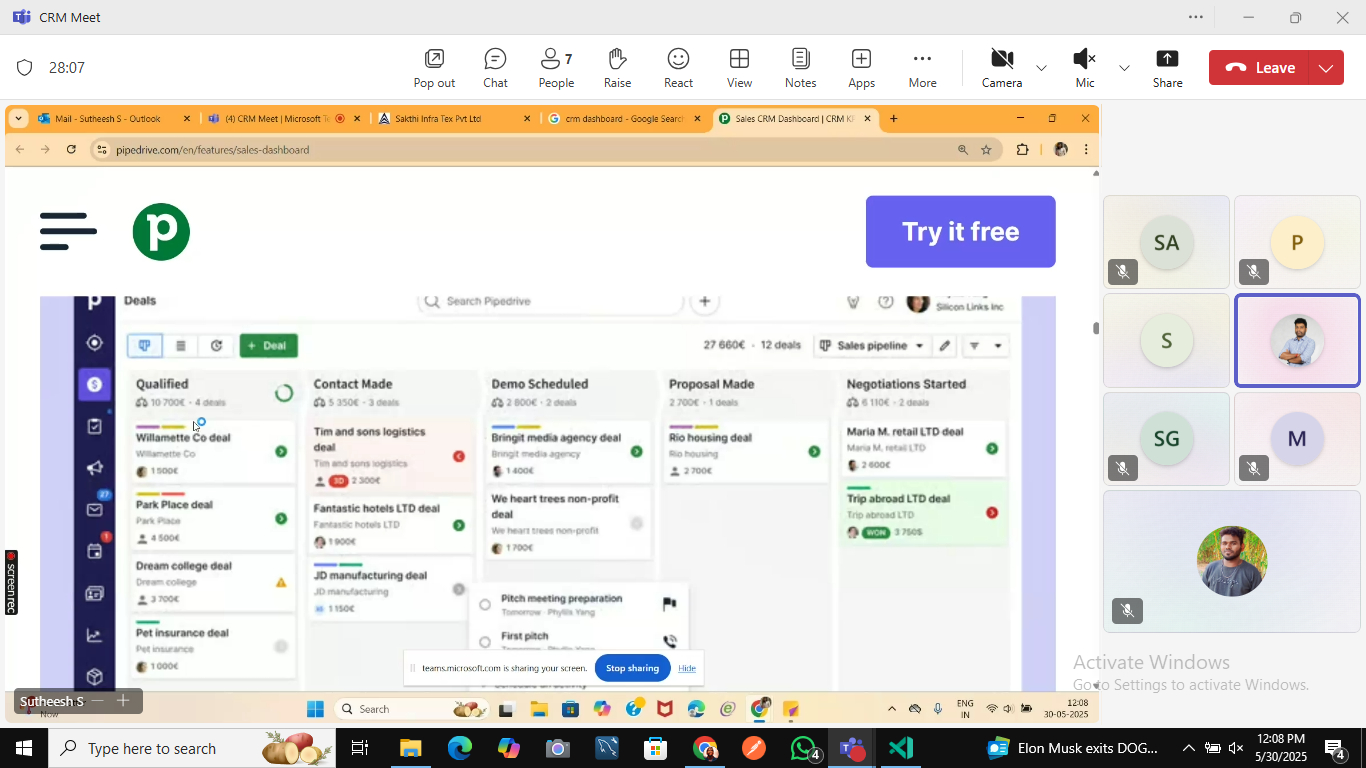 CRM Meet
28:07
Pop out
Chat
People
7
Raise
React
View
Notes
Apps
More
Camera
Mic
Share
Leave
Mail - Sutheesh S - Outlook
(4) CRM Meet | Microsoft Te
Sakthi Infra Tex Pvt Ltd
crm dashboard - Google Search
Sales CRM Dashboard | CRM KP
pipedrive.com/en/features/sales-dashboard
Try it free
Deals
Search Pipedrive
Silicon Links Inc
+ Deal
27 660€ · 12 deals
Sales pipeline
Qualified
10 700€ - 4 deals
Willamette Co deal
Willamette Co
1 500€
Park Place deal
Park Place
4 500€
Dream college deal
Dream college
3 700€
Pet insurance deal
Pet insurance
1 000€
Contact Made
5 350€ - 3 deals
Tim and sons logistics
deal
Tim and sons logistics
3D 2 300€
Fantastic hotels LTD deal
Fantastic hotels LTD
1 900€
JD manufacturing deal
JD manufacturing
1 150€
Demo Scheduled
2 800€ - 2 deals
Bringit media agency deal
Bringit media agency
1 400€
We heart trees non-profit
deal
We heart trees non-profit
1 700€
Proposal Made
2 700€ - 1 deals
Rio housing deal
Rio housing
2 700€
Negotiations Started
6 110€ - 2 deals
Maria M. retail LTD deal
Maria M. retail LTD
2 600€
Trip abroad LTD deal
Trip abroad LTD
WON 3 750$
Pitch meeting preparation
Tomorrow · Phyllis Yang
First pitch
27
1
teams.microsoft.com is sharing your screen.
Stop sharing
Hide
screen rec
Sutheesh S
Now
Search
ENG
IN
12:08
30-05-2025
SA
P
S
SG
M
Activate Windows
Go to Settings to activate Windows.
Type here to search
4
Elon Musk exits DOG...
12:08 PM
5/30/2025
4